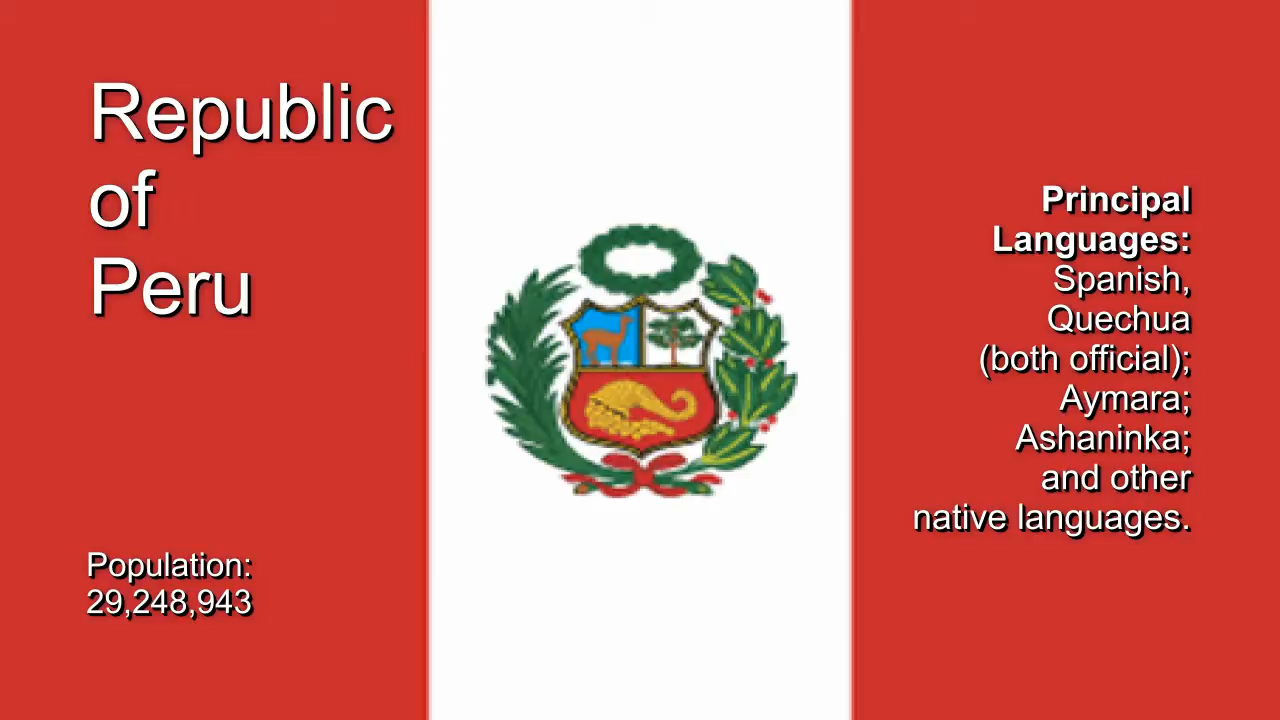 Republic
of
Peru
Population:
29,248,943
Principal
Languages:
Spanish,
Quechua
(both official);
Aymara;
Ashaninka;
and other
native languages.